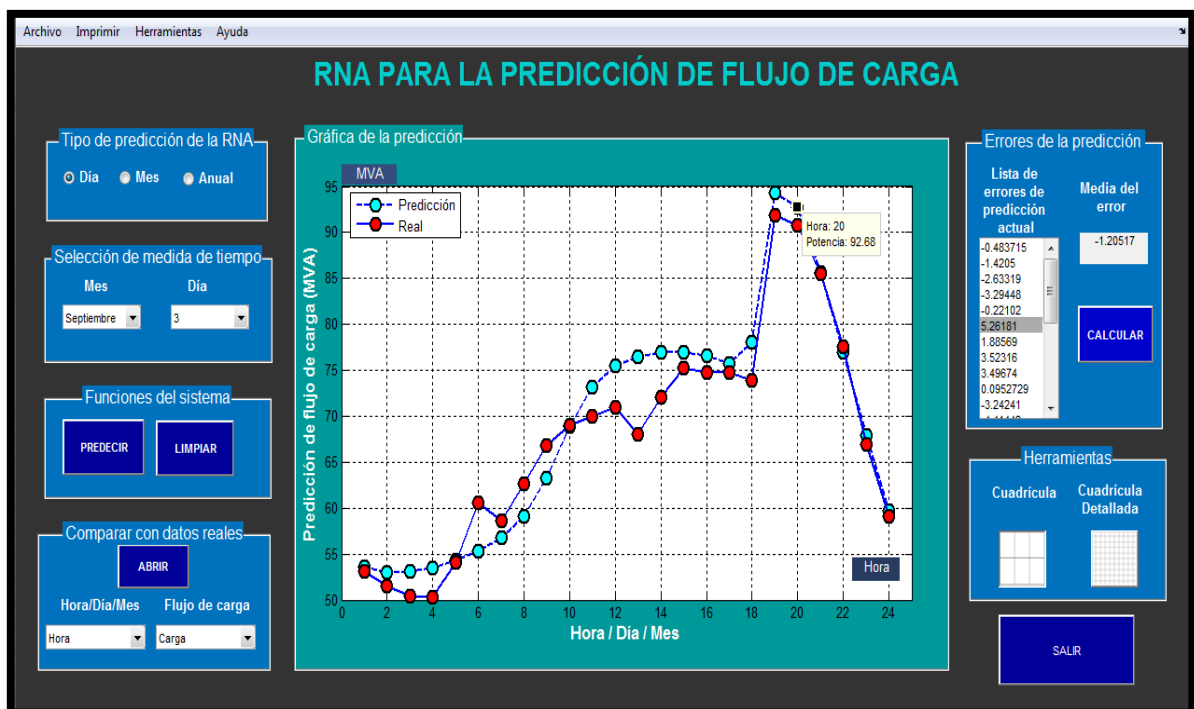 Archivo Imprimir Herramientas Ayuda
RNA PARA LA PREDICCIÓN DE FLUJO DE CARGA
Tipo de predicción de la RNA
Día Mes Anual
Selección de medida de tiempo
Mes Día
Septiembre 3
Funciones del sistema
PREDECIR LIMPIAR
Comparar con datos reales
ABRIR
Hora/Día/Mes Flujo de carga
Hora Carga
Gráfica de la predicción
MVA
Predicción
Real
Hora: 20
Potencia: 92.68
Predicción de flujo de carga (MVA)
95
90
85
80
75
70
65
60
55
50
0 2 4 6 8 10 12 14 16 18 20 22 24
Hora
Hora / Día / Mes
Errores de la predicción
Lista de
errores de
predicción
actual
-0.483715
-1.4205
-2.63319
-3.29448
-0.22102
5.26181
1.88569
3.52316
3.49674
0.0952729
-3.24241
Media del
error
-1.20517
CALCULAR
Herramientas
Cuadrícula
Cuadrícula
Detallada
SALIR